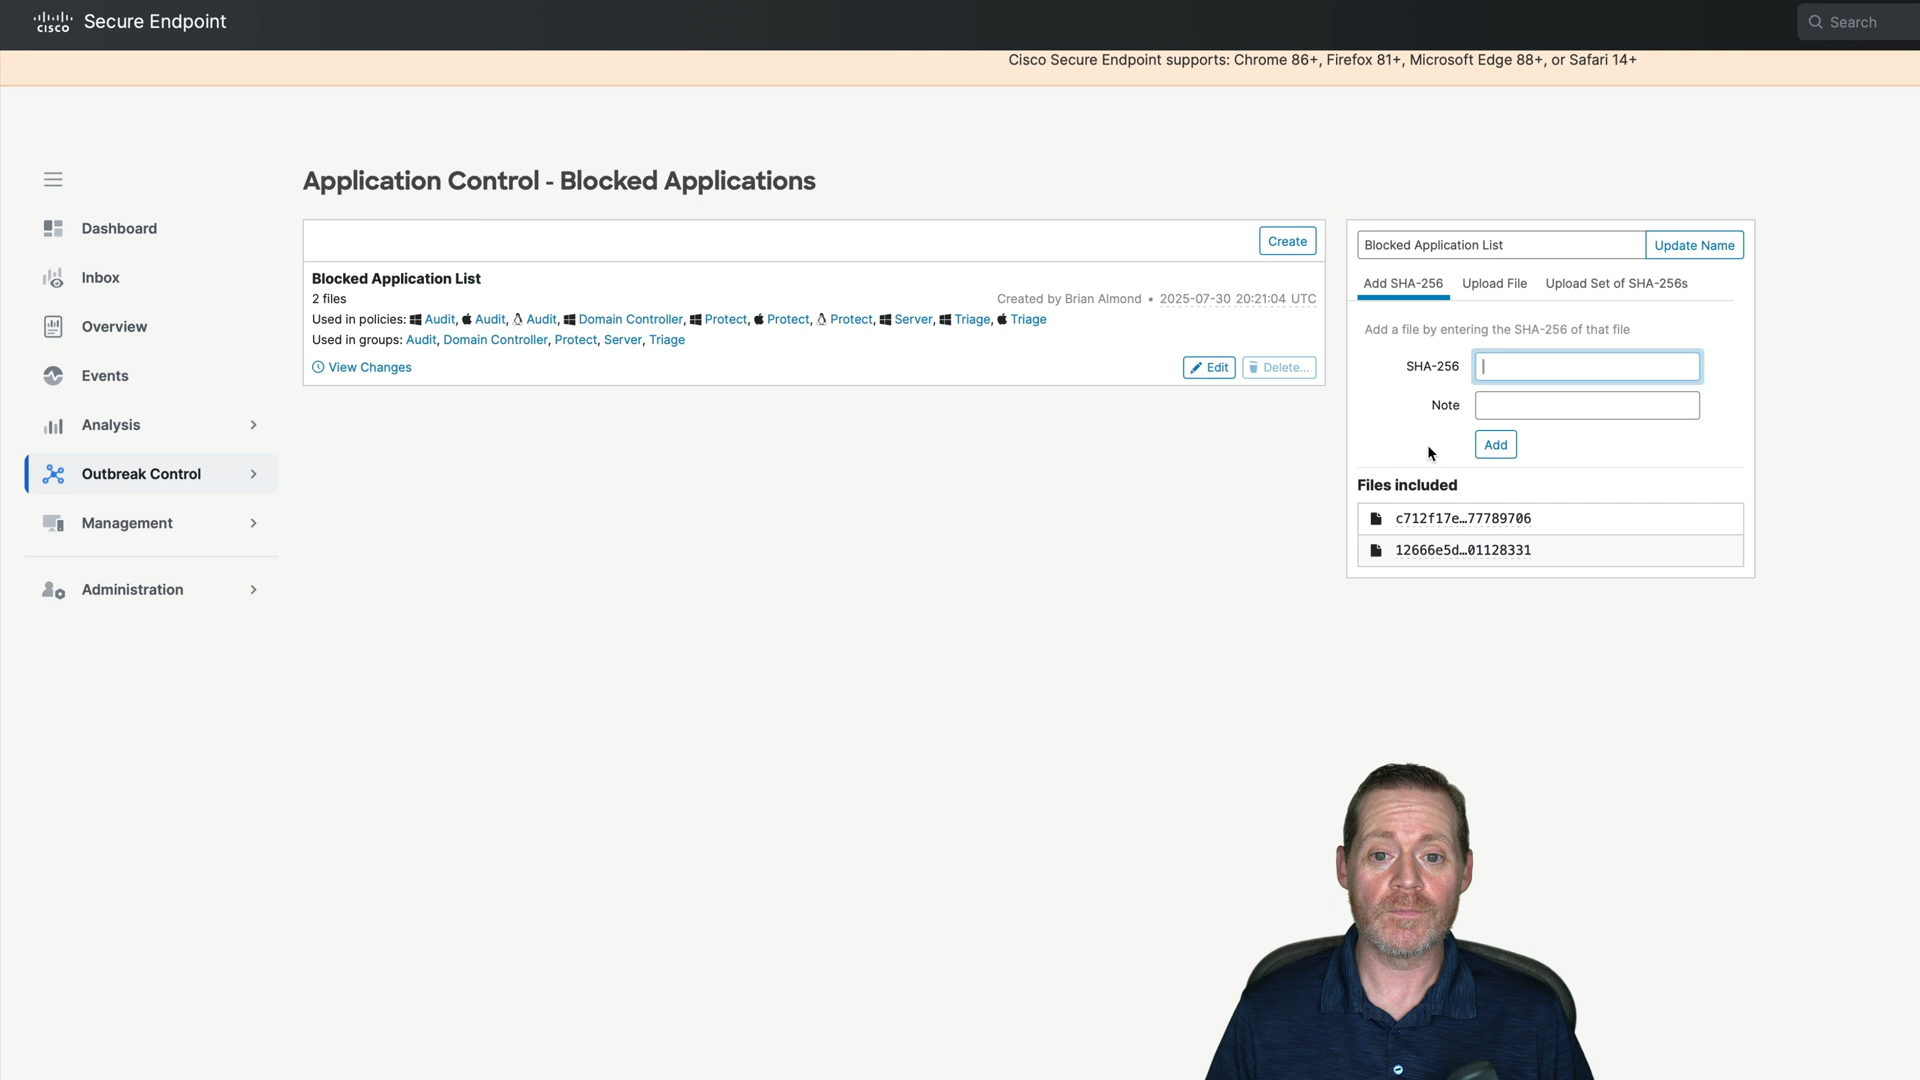 CISCO Secure Endpoint
Search
Cisco Secure Endpoint supports: Chrome 86+, Firefox 81+, Microsoft Edge 88+, or Safari 14+
Dashboard
Inbox
Overview
Events
Analysis
Outbreak Control
Management
Administration
Application Control - Blocked Applications
Create
Blocked Application List
2 files
Created by Brian Almond • 2025-07-30 20:21:04 UTC
Used in policies: Audit, Audit, Audit, Domain Controller, Protect, Protect, Protect, Server, Triage, Triage
Used in groups: Audit, Domain Controller, Protect, Server, Triage
View Changes
Edit
Delete...
Blocked Application List
Update Name
Add SHA-256 Upload File Upload Set of SHA-256s
Add a file by entering the SHA-256 of that file
SHA-256
Note
Add
Files included
c712f17e…77789706
12666e5d…01128331